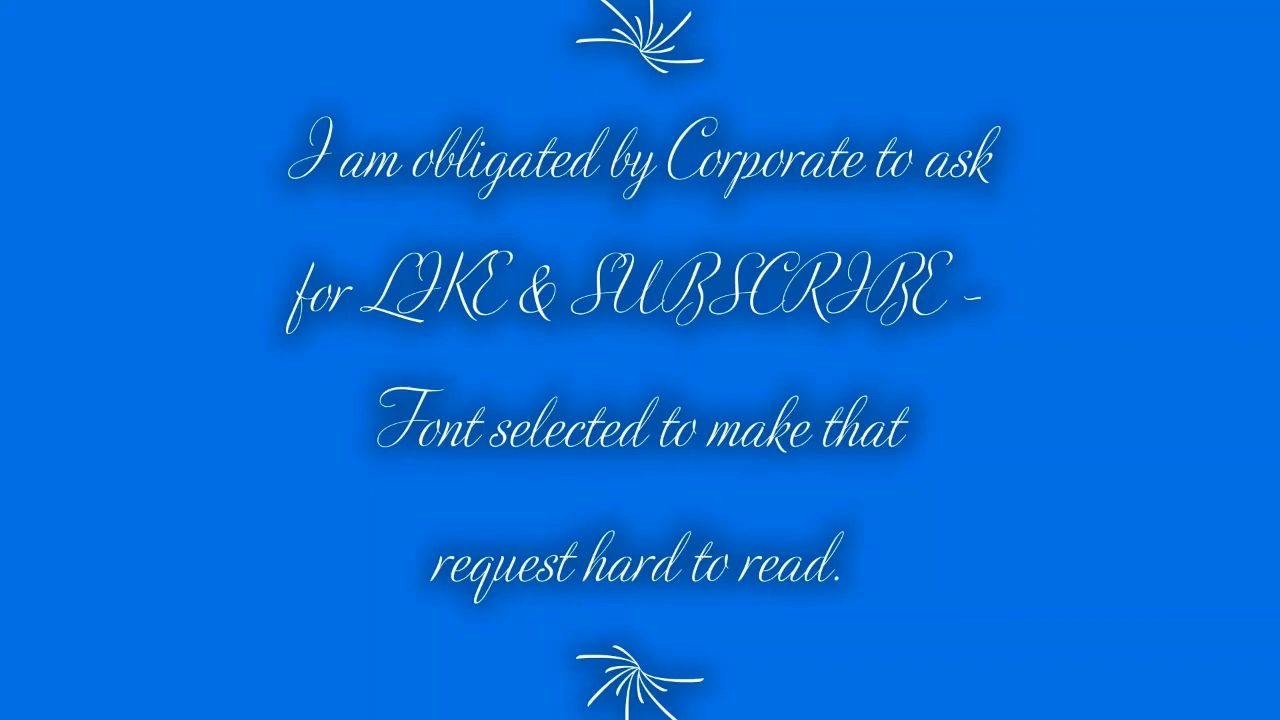 I am obligated by Corporate to ask
for LIKE & SUBSCRIBE -
Font selected to make that
request hard to read.